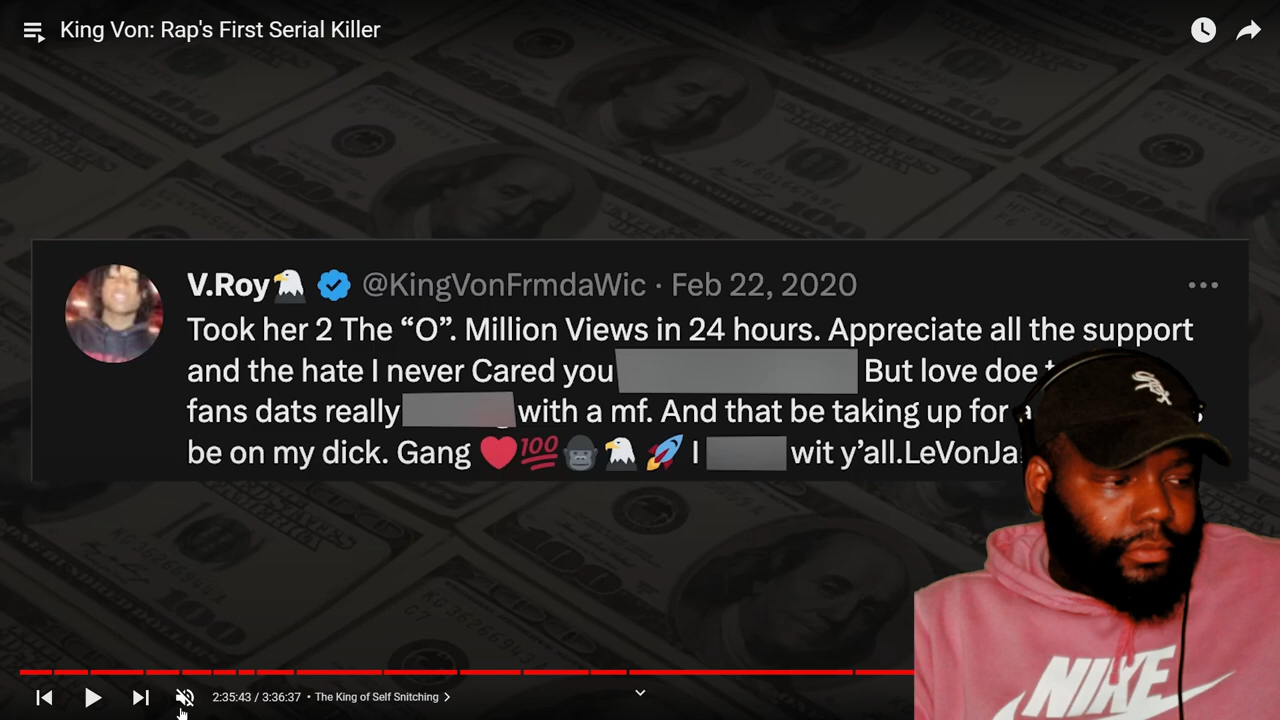 King Von: Rap's First Serial Killer
V.Roy🦅 @KingVonFrmdaWic · Feb 22, 2020
Took her 2 The “O”. Million Views in 24 hours. Appreciate all the support
and the hate I never Cared you But love doe
fans dats really with a mf. And that be taking up for
be on my dick. Gang ❤️💯🦍🦅🚀 I wit y’all.LeVonJa
2:35:43 / 3:36:37 • The King of Self Snitching
NIKE